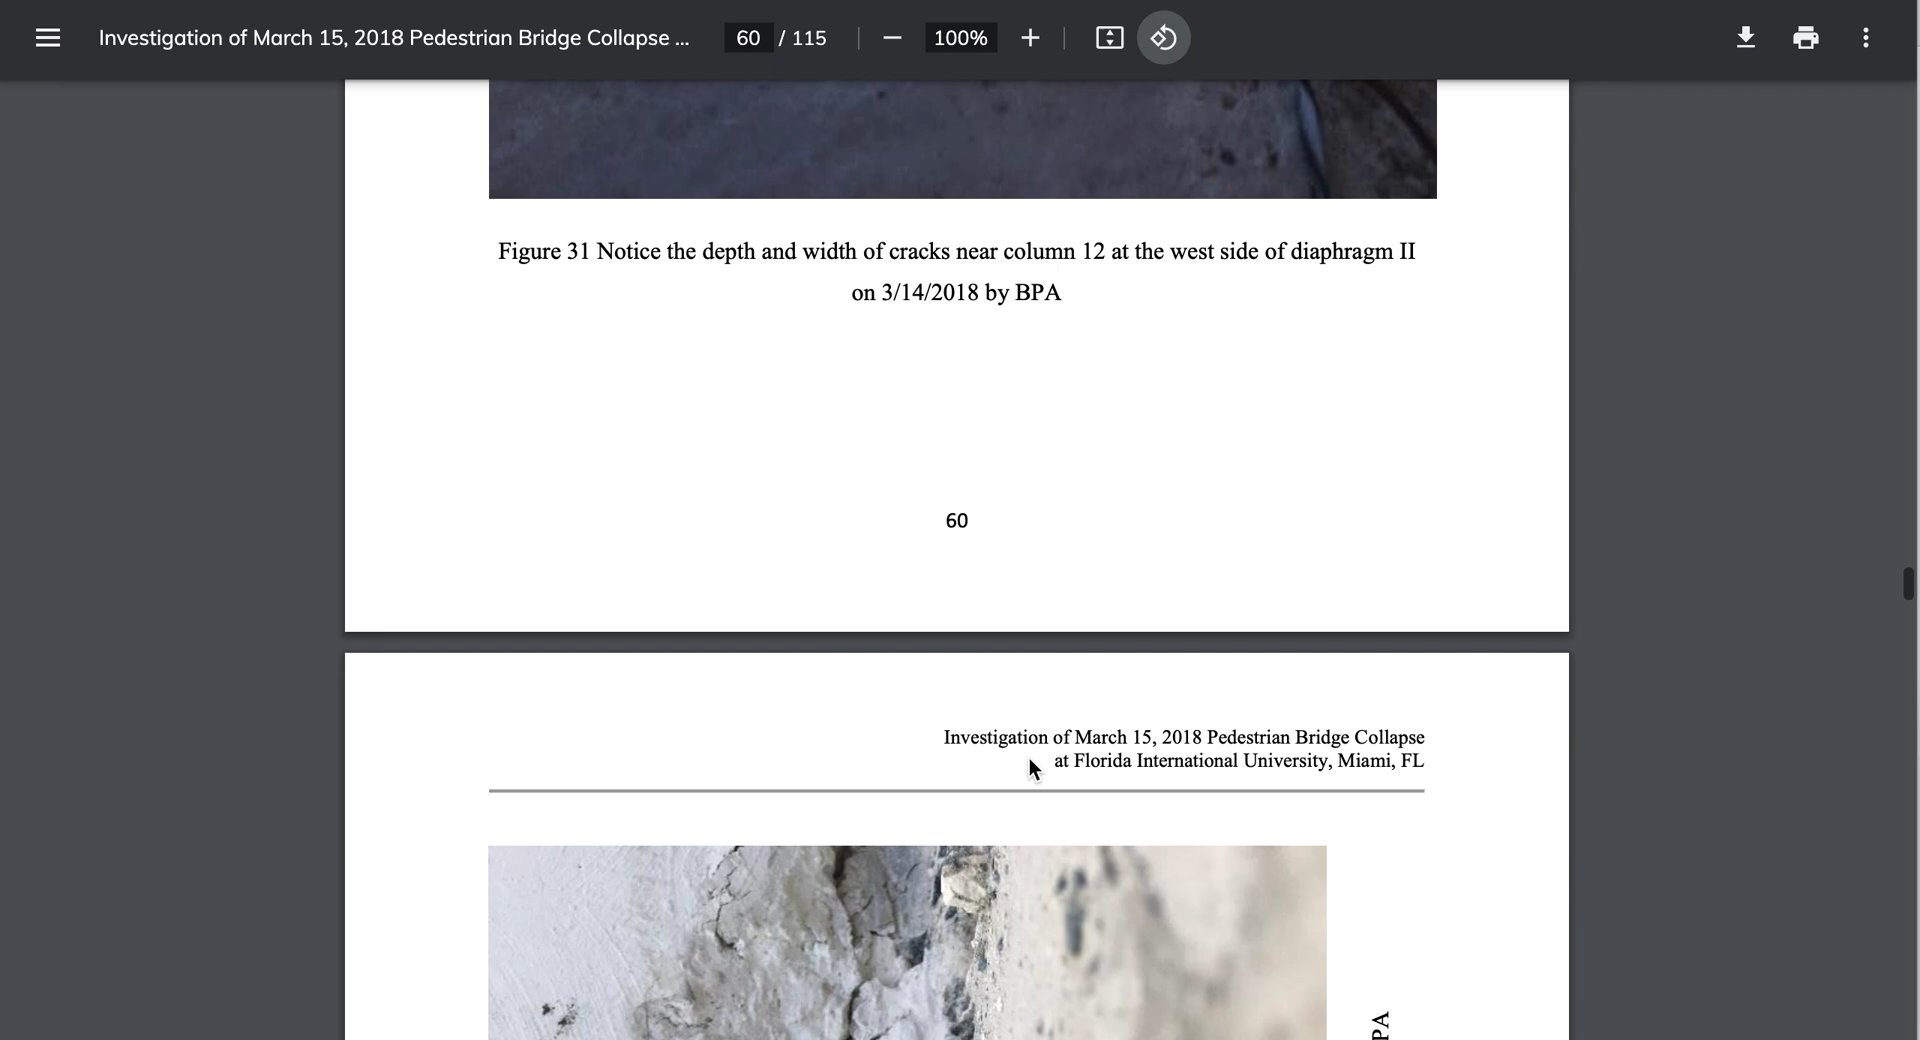 Investigation of March 15, 2018 Pedestrian Bridge Collapse ...
60 / 115
100%
Figure 31 Notice the depth and width of cracks near column 12 at the west side of diaphragm II
on 3/14/2018 by BPA
60
Investigation of March 15, 2018 Pedestrian Bridge Collapse
at Florida International University, Miami, FL
PA